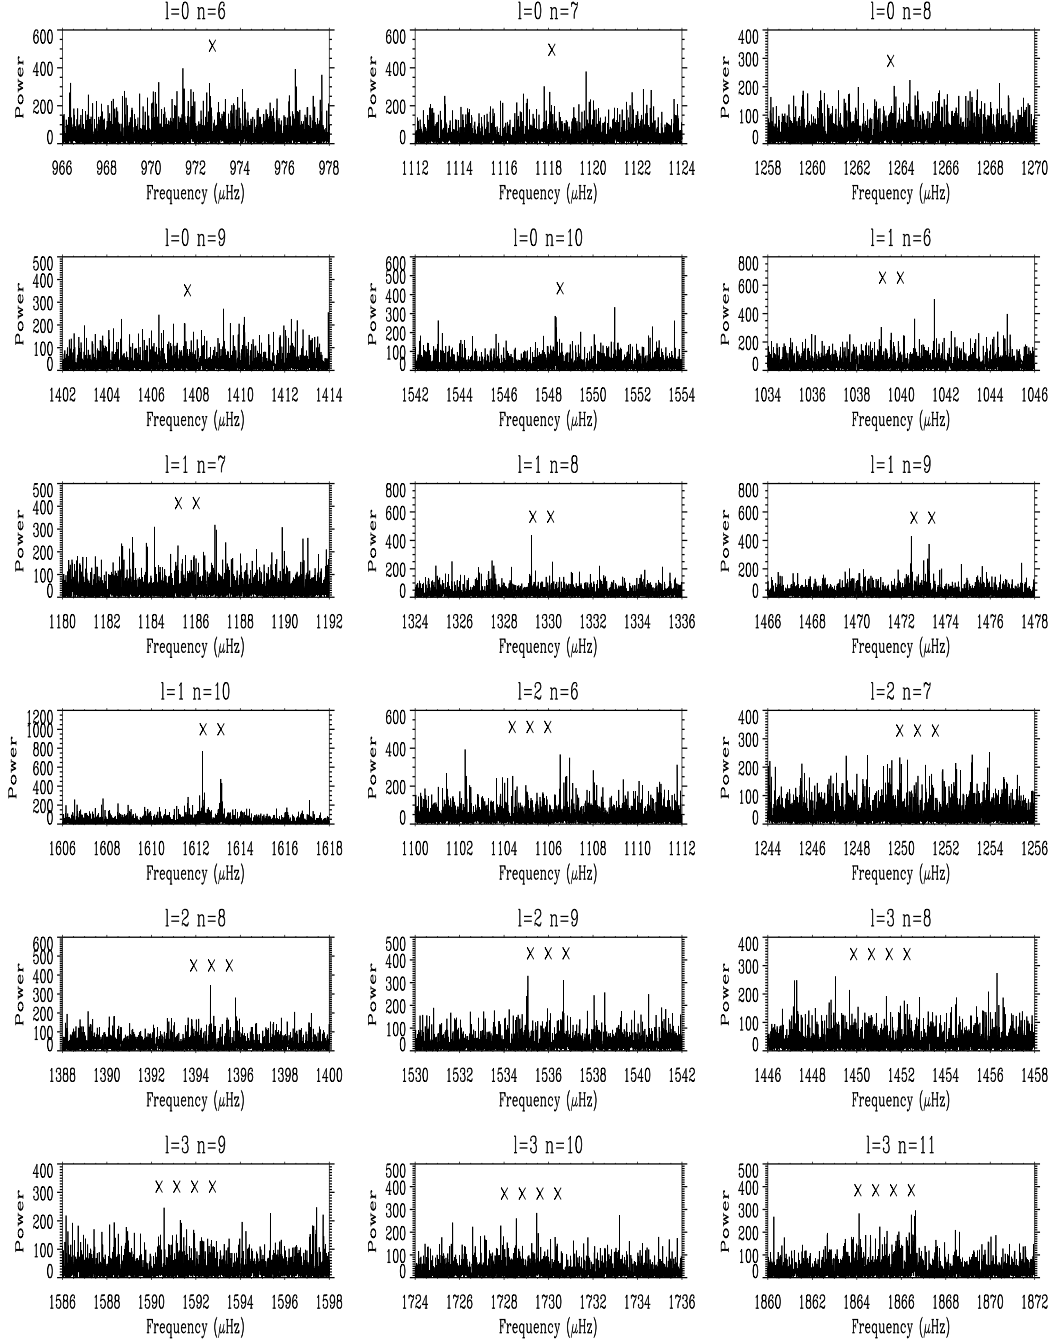 l=0 n=6
600
400
200
0
Power
966 968 970 972 974 976 978
Frequency (μHz)
l=0 n=7
600
400
200
0
Power
1112 1114 1116 1118 1120 1122 1124
Frequency (μHz)
l=0 n=8
400
300
200
100
0
Power
1258 1260 1262 1264 1266 1268 1270
Frequency (μHz)
l=0 n=9
500
400
300
200
100
0
Power
1402 1404 1406 1408 1410 1412 1414
Frequency (μHz)
l=0 n=10
600
500
400
300
200
100
0
Power
1542 1544 1546 1548 1550 1552 1554
Frequency (μHz)
l=1 n=6
800
600
400
200
0
Power
1034 1036 1038 1040 1042 1044 1046
Frequency (μHz)
l=1 n=7
500
400
300
200
100
0
Power
1180 1182 1184 1186 1188 1190 1192
Frequency (μHz)
l=1 n=8
800
600
400
200
0
Power
1324 1326 1328 1330 1332 1334 1336
Frequency (μHz)
l=1 n=9
800
600
400
200
0
Power
1466 1468 1470 1472 1474 1476 1478
Frequency (μHz)
l=1 n=10
1200
1000
800
600
400
200
0
Power
1606 1608 1610 1612 1614 1616 1618
Frequency (μHz)
l=2 n=6
600
400
200
0
Power
1100 1102 1104 1106 1108 1110 1112
Frequency (μHz)
l=2 n=7
400
300
200
100
0
Power
1244 1246 1248 1250 1252 1254 1256
Frequency (μHz)
l=2 n=8
600
500
400
300
200
100
0
Power
1388 1390 1392 1394 1396 1398 1400
Frequency (μHz)
l=2 n=9
500
400
300
200
100
0
Power
1530 1532 1534 1536 1538 1540 1542
Frequency (μHz)
l=3 n=8
400
300
200
100
0
Power
1446 1448 1450 1452 1454 1456 1458
Frequency (μHz)
l=3 n=9
400
300
200
100
0
Power
1586 1588 1590 1592 1594 1596 1598
Frequency (μHz)
l=3 n=10
500
400
300
200
100
0
Power
1724 1726 1728 1730 1732 1734 1736
Frequency (μHz)
l=3 n=11
500
400
300
200
100
0
Power
1860 1862 1864 1866 1868 1870 1872
Frequency (μHz)